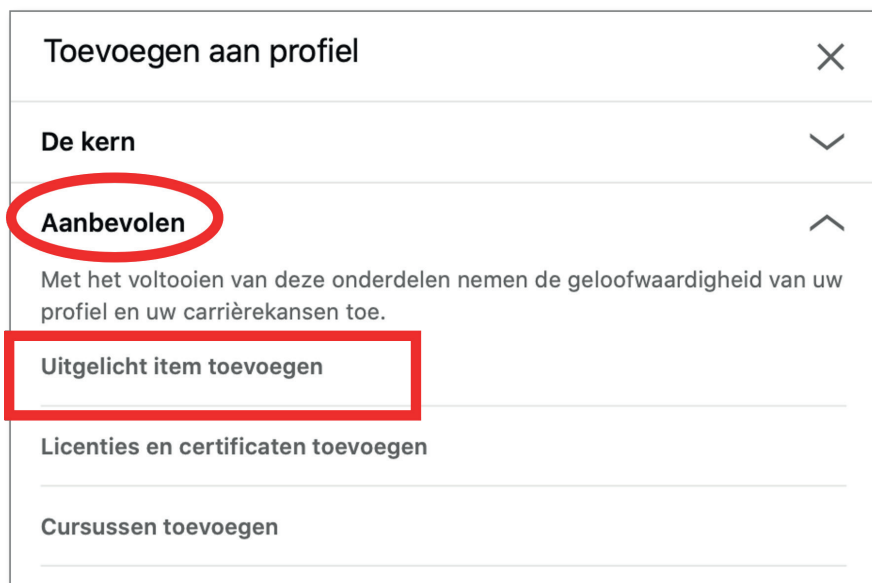 Toevoegen aan profiel
De kern
Aanbevolen
Met het voltooien van deze onderdelen nemen de geloofwaardigheid van uw
profiel en uw carrièrekansen toe.
Uitgelicht item toevoegen
Licenties en certificaten toevoegen
Cursussen toevoegen